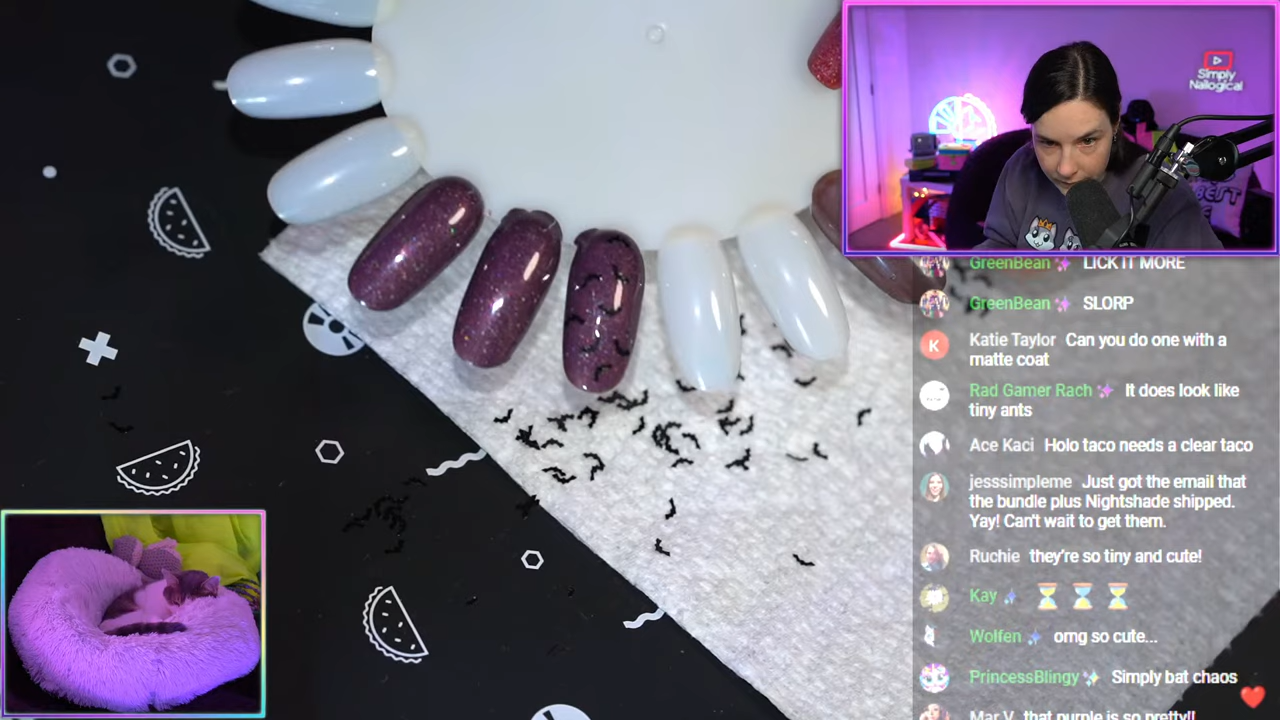 Simply
Nailogical
GreenBean LICK IT MORE
GreenBean SLORP
Katie Taylor Can you do one with a
matte coat
K
Rad Gamer Rach It does look like
tiny ants
Ace Kaci Holo taco needs a clear taco
jesssimpleme Just got the email that
the bundle plus Nightshade shipped.
Yay! Can't wait to get them.
Ruchie they're so tiny and cute!
Kay
Wolfen omg so cute...
PrincessBlingy Simply bat chaos
Mar V that purple is so pretty!!